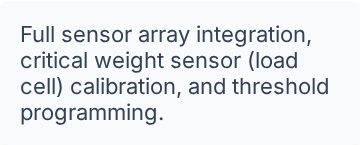 Full sensor array integration,
critical weight sensor (load
cell) calibration, and threshold
programming.